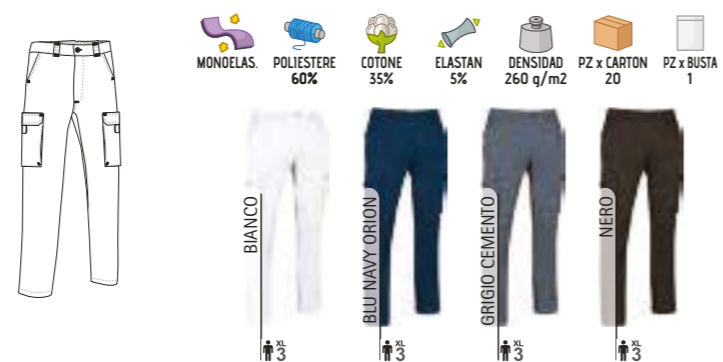 MONOELAS.
POLIESTERE
60%
COTONE
35%
ELASTAN
5%
DENSIDAD
260 g/m2
PZ x CARTON
20
PZ x BUSTA
1
BIANCO
BLU NAVY ORION
GRIGIO CEMENTO
NERO
XL
3
XL
3
XL
3
XL
3